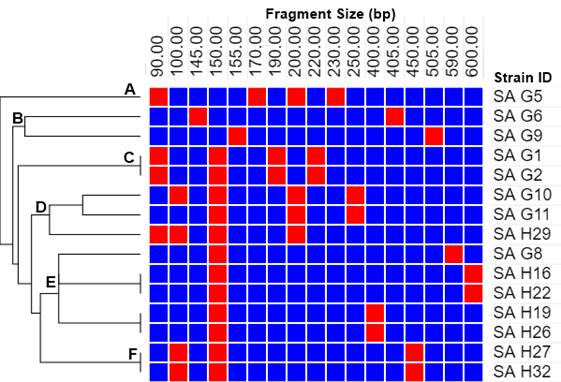 Fragment Size (bp)
90.00 100.00 145.00 150.00 155.00 170.00 190.00 200.00 220.00 230.00 250.00 400.00 405.00 450.00 505.00 590.00 600.00
Strain ID
A SA G5
B SA G6
SA G9
C SA G1
SA G2
SA G10
D SA G11
SA H29
SA G8
E SA H16
SA H22
SA H19
SA H26
F SA H27
SA H32